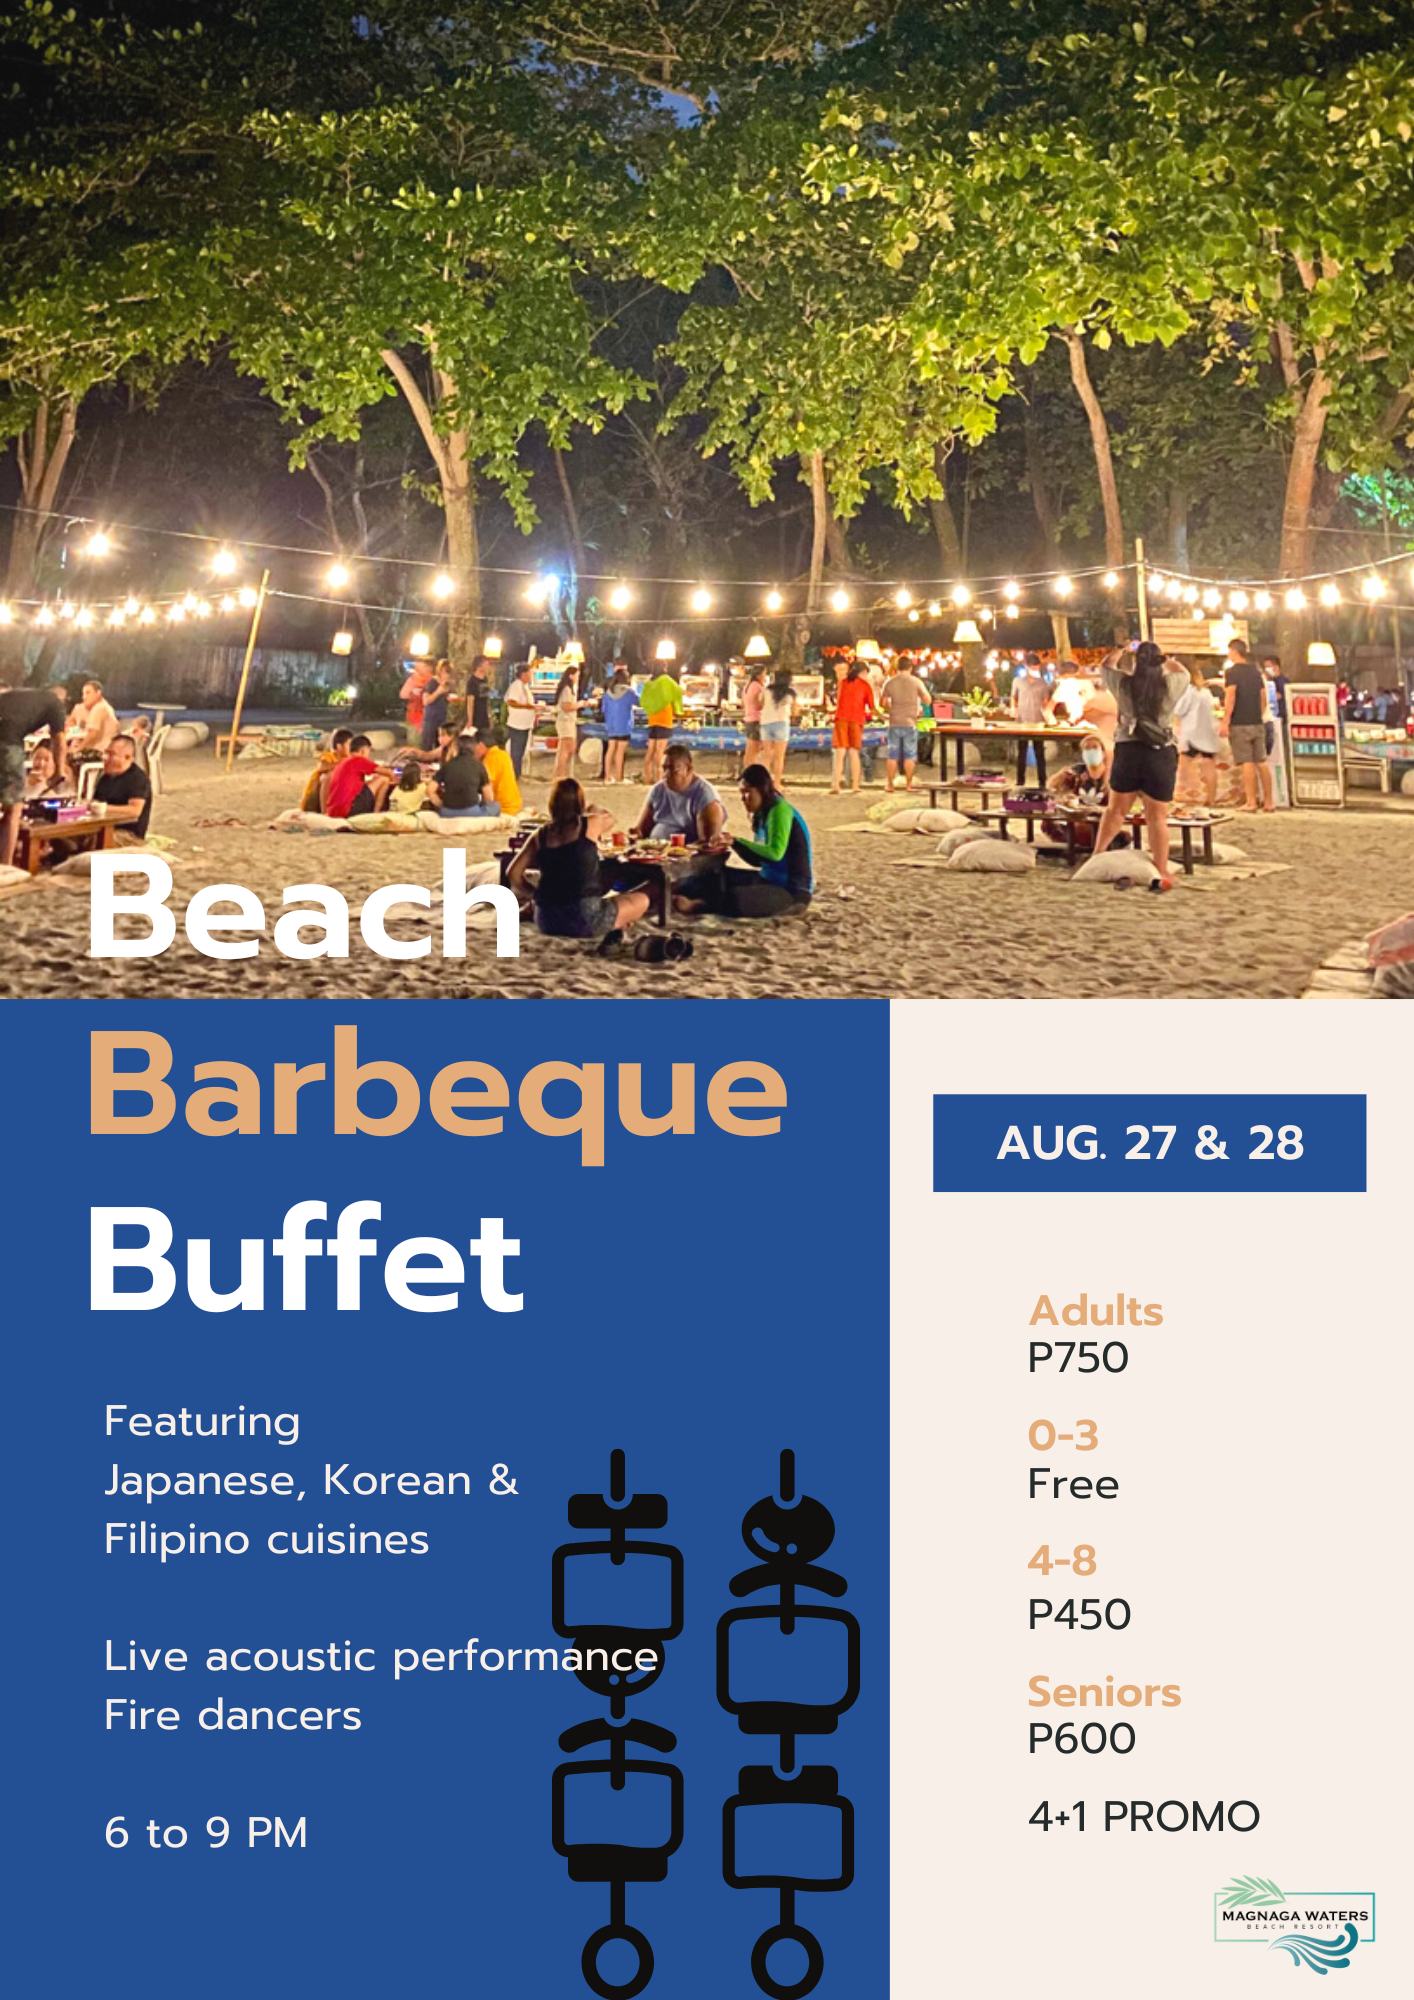 Beach
Barbeque
Buffet
Featuring
Japanese, Korean &
Filipino cuisines
Live acoustic performance
Fire dancers
6 to 9 PM
AUG. 27 & 28
Adults
P750
0-3
Free
4-8
P450
Seniors
P600
4+1 PROMO
MAGNAGA WATERS
BEACH RESORT